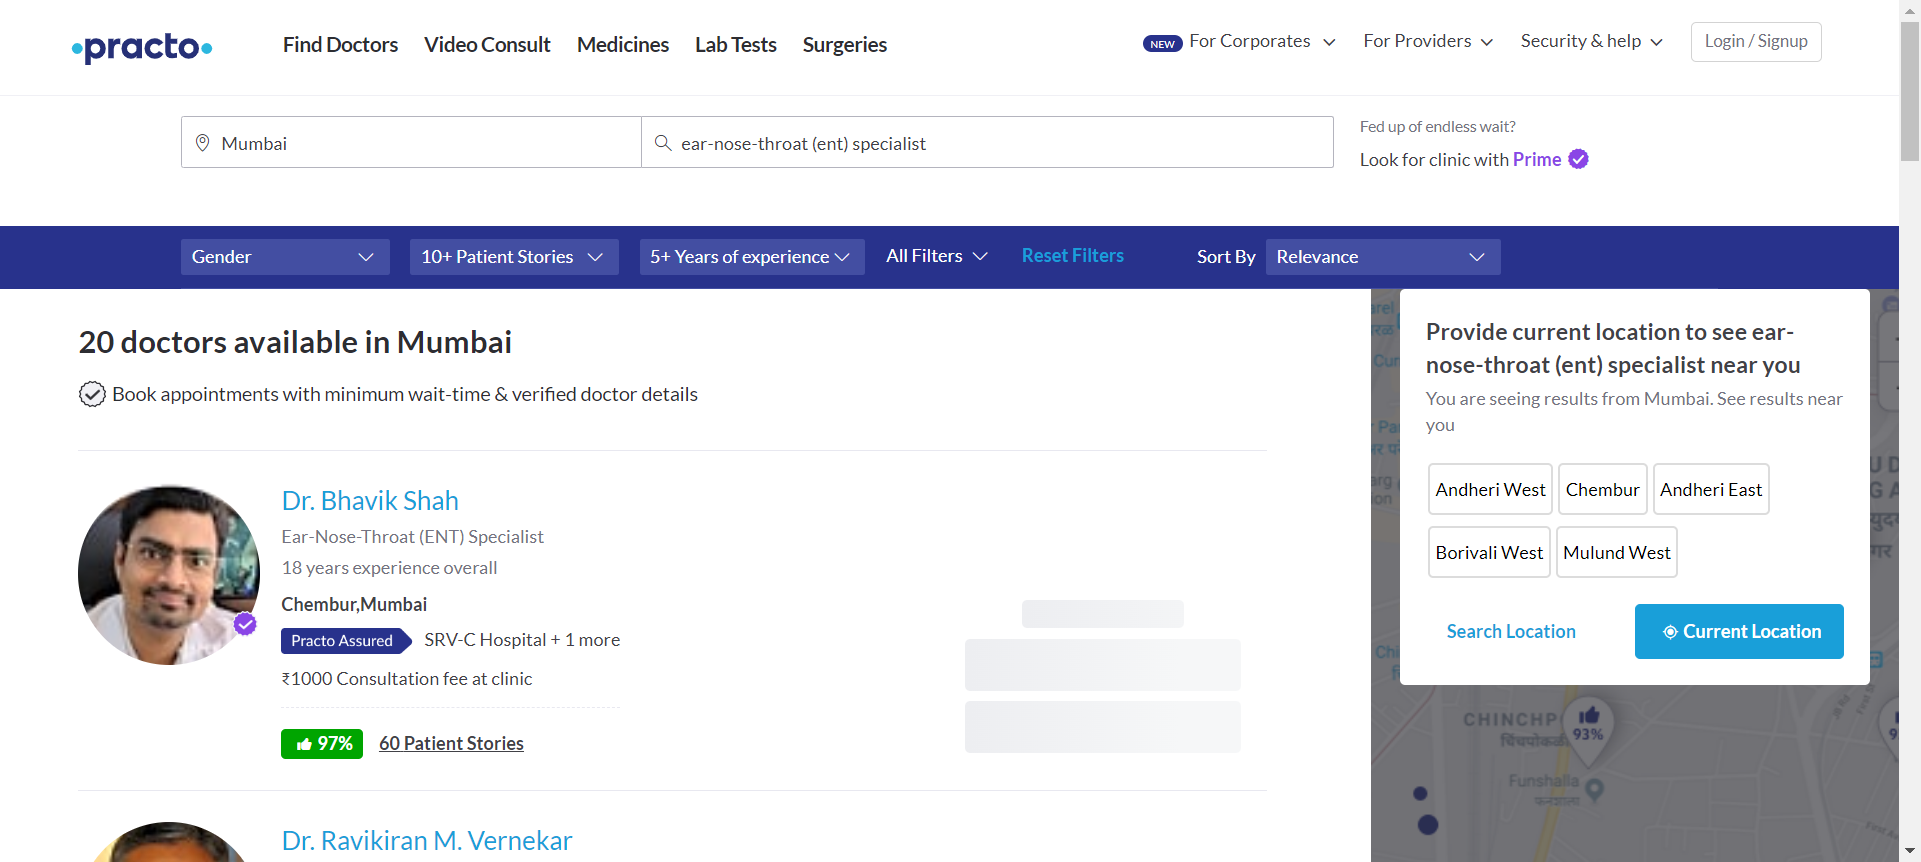 practo
Find Doctors
Video Consult
Medicines
Lab Tests
Surgeries
NEW For Corporates
For Providers
Security & help
Login / Signup
Mumbai
ear-nose-throat (ent) specialist
Fed up of endless wait?
Look for clinic with Prime
Gender
10+ Patient Stories
5+ Years of experience
All Filters
Reset Filters
Sort By
Relevance
20 doctors available in Mumbai
Book appointments with minimum wait-time & verified doctor details
Dr. Bhavik Shah
Ear-Nose-Throat (ENT) Specialist
18 years experience overall
Chembur,Mumbai
Practo Assured SRV-C Hospital + 1 more
₹1000 Consultation fee at clinic
97% 60 Patient Stories
Dr. Ravikiran M. Vernekar
Provide current location to see ear-
nose-throat (ent) specialist near you
You are seeing results from Mumbai. See results near
you
Andheri West
Chembur
Andheri East
Borivali West
Mulund West
Search Location
Current Location
CHINCHP
93%
Funshalla
फनशाला